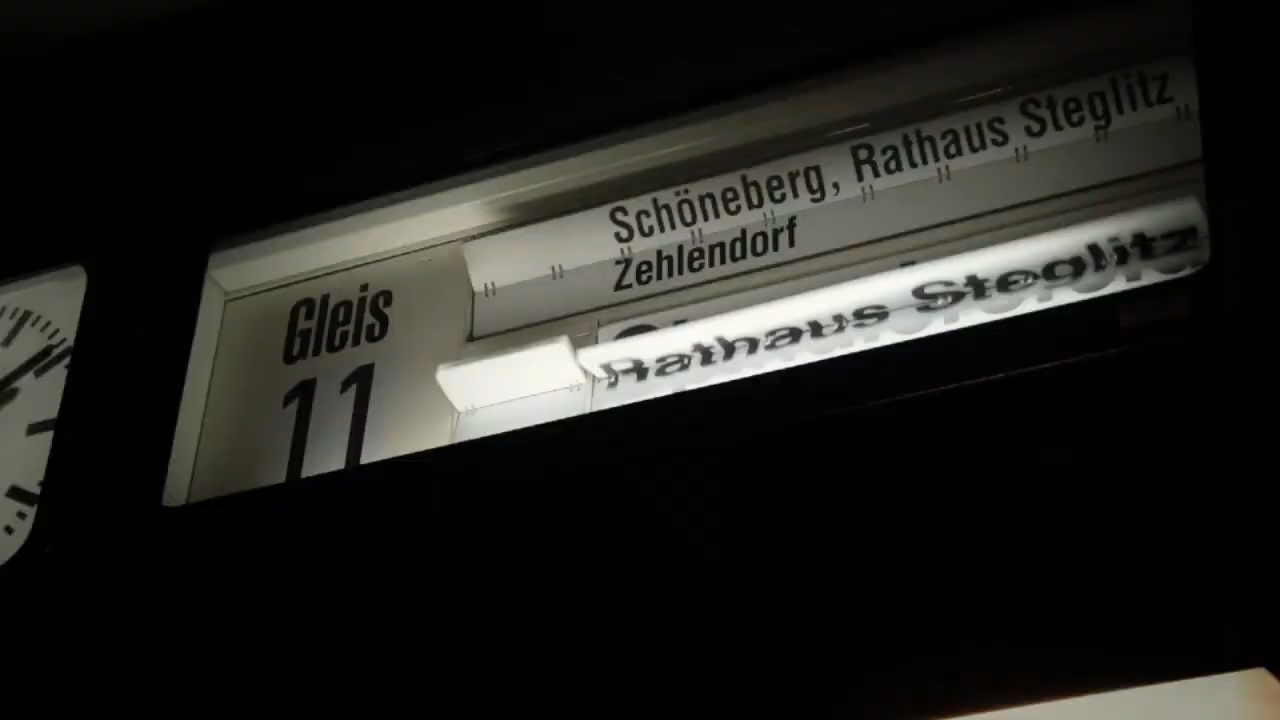 Gleis
11
Schöneberg, Rathaus Steglitz,
Zehlendorf
Rathaus Steglitz